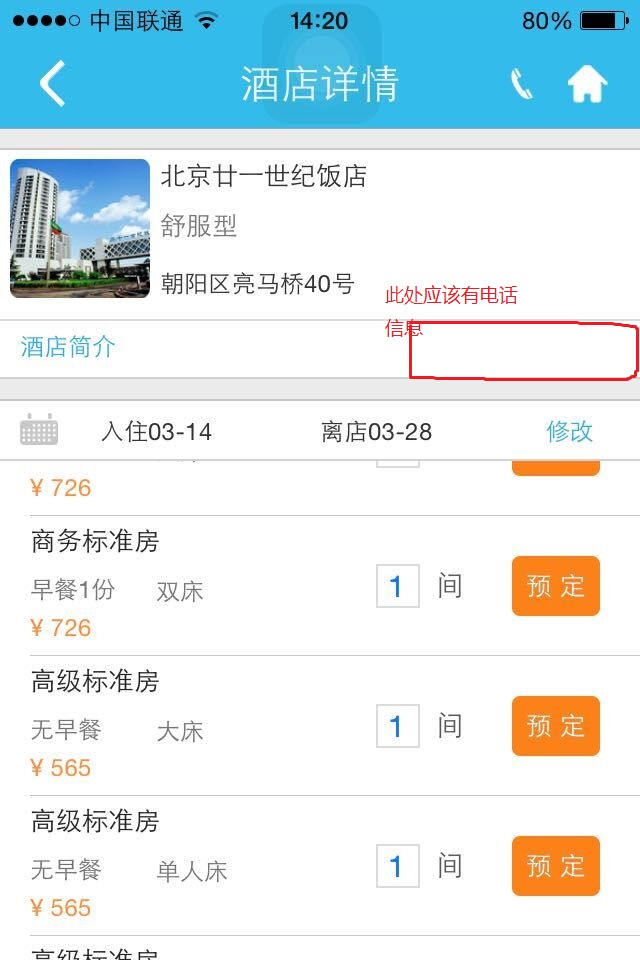 中国联通
14:20
80%
酒店详情
北京廿一世纪饭店
舒服型
朝阳区亮马桥40号
此处应该有电话
信息
酒店简介
入住03-14 离店03-28 修改
¥ 726
商务标准房
早餐1份 双床 1 间 预 定
¥ 726
高级标准房
无早餐 大床 1 间 预 定
¥ 565
高级标准房
无早餐 单人床 1 间 预 定
¥ 565
高级标准房